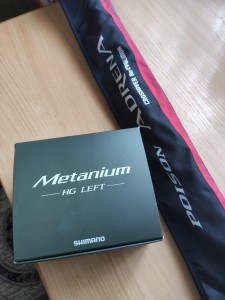 Metanium
HG LEFT
SHIMANO
POISON ADRENA